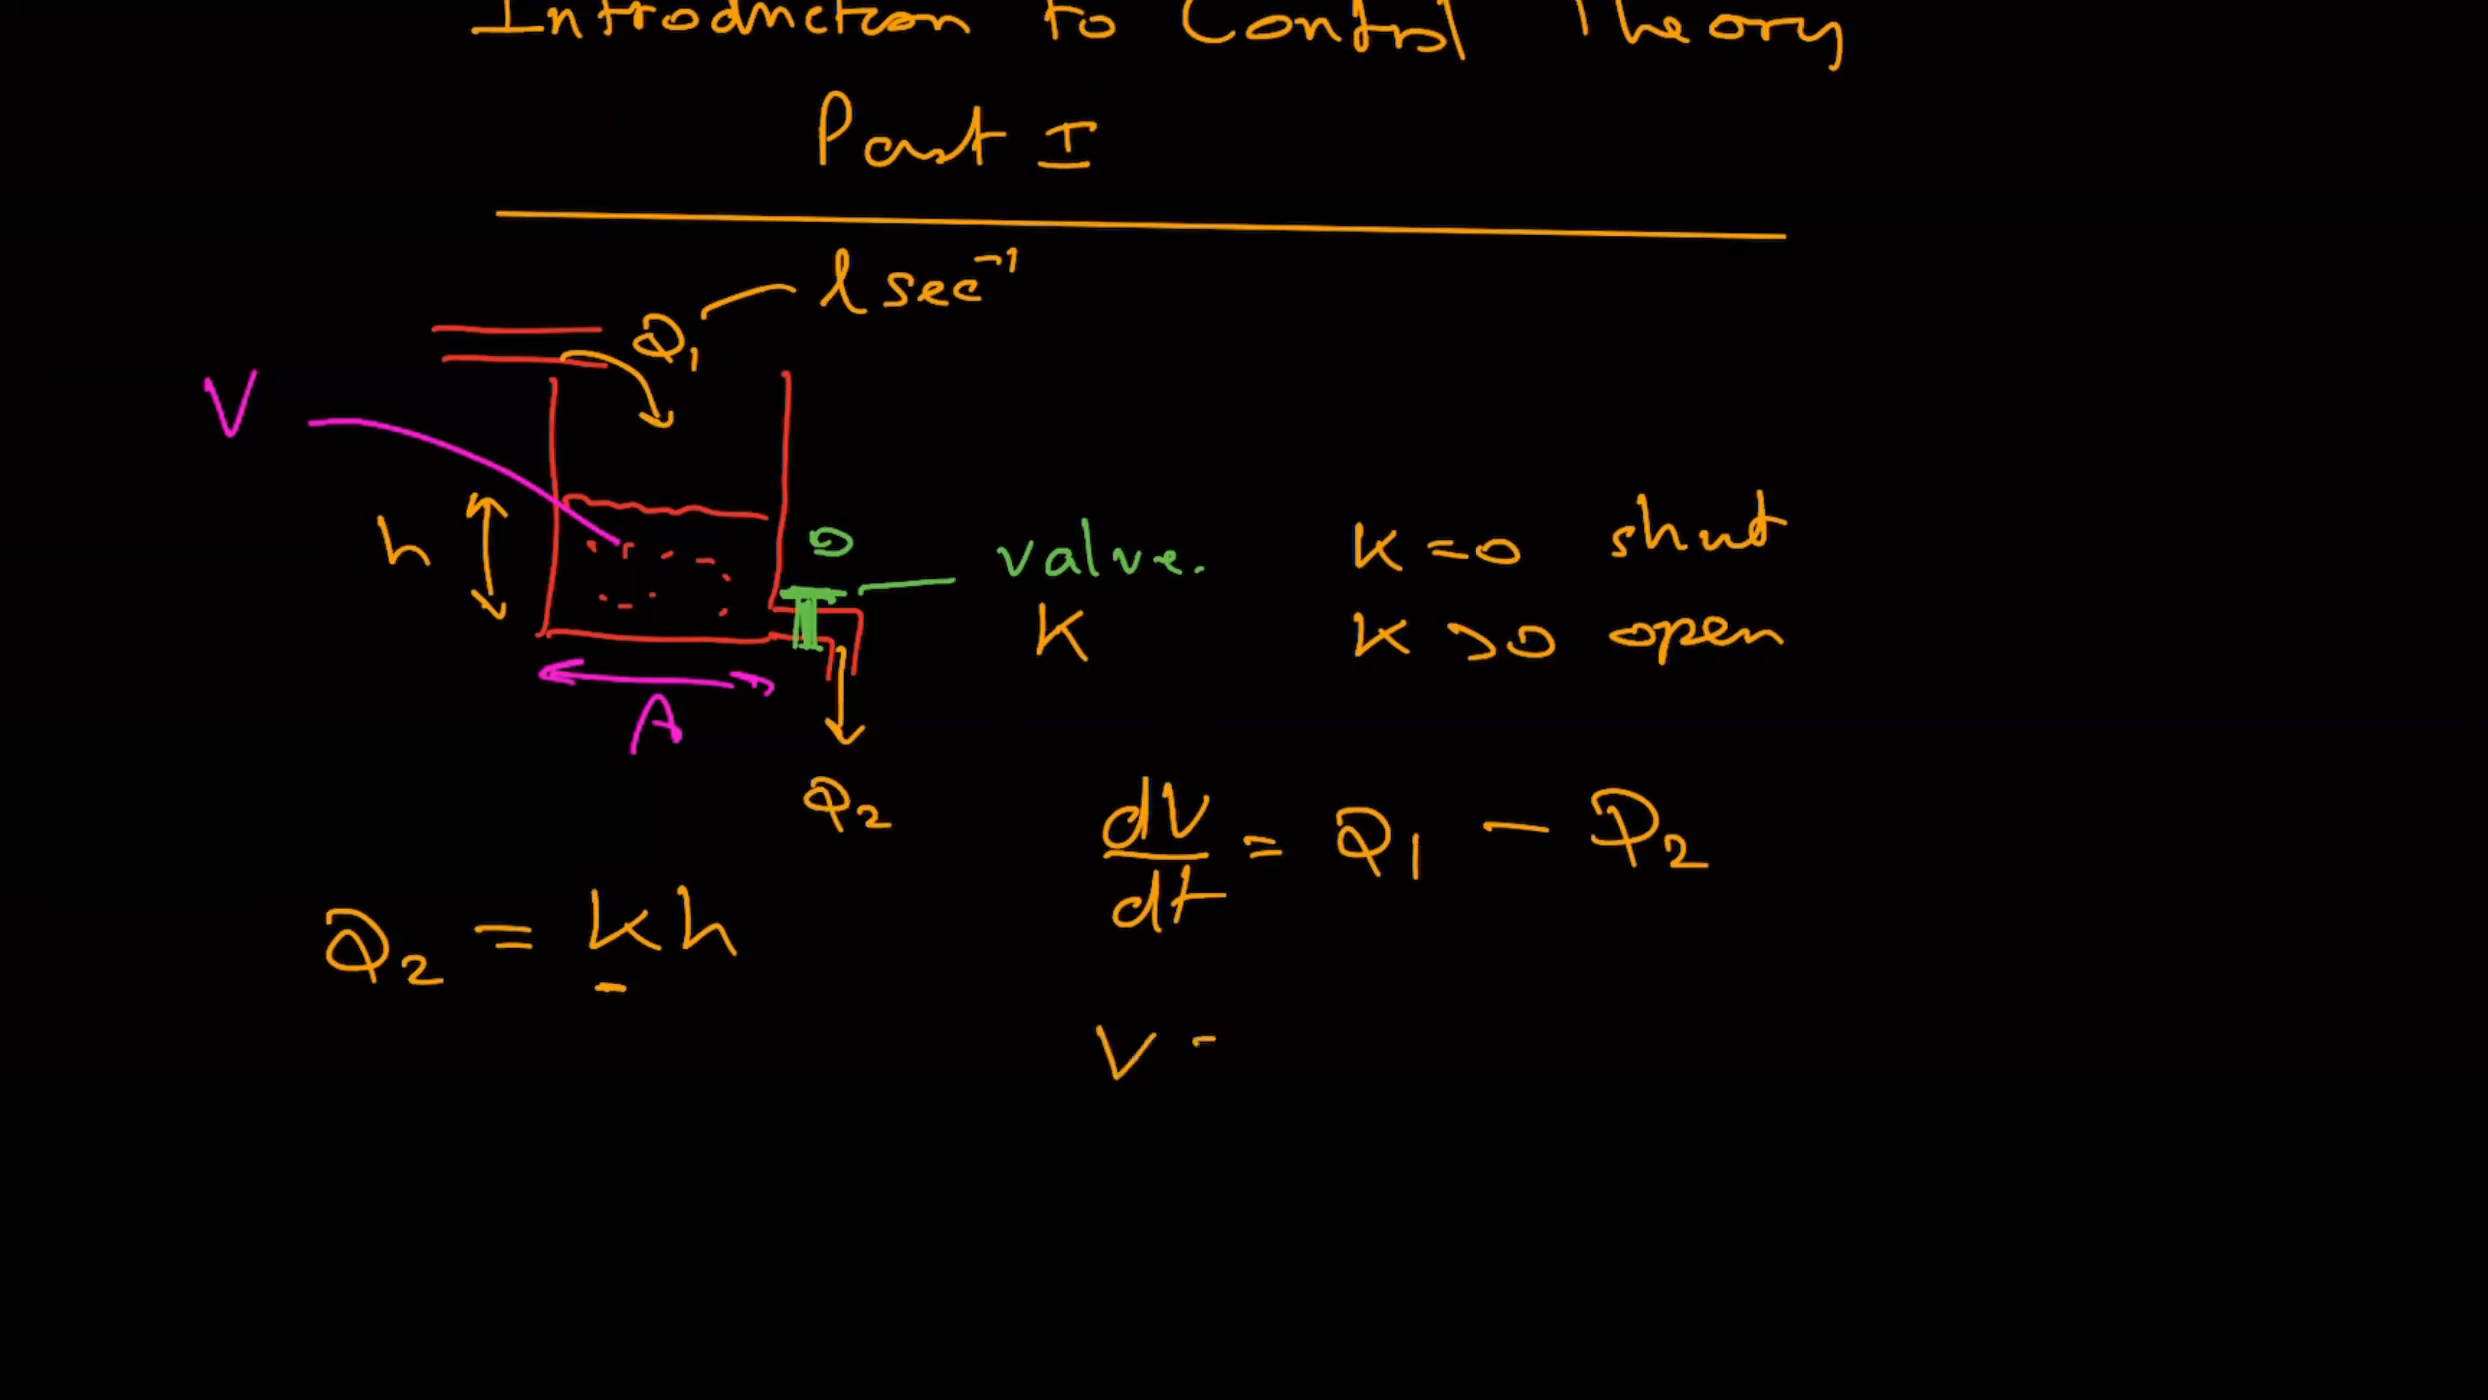 Introduction to Control Theory
Part I
l sec⁻¹
Q₁
V
h
valve.
K
K = 0 shut
K > 0 open
A
Q₂
dV/dt = Q₁ - Q₂
Q₂ = kh
V -